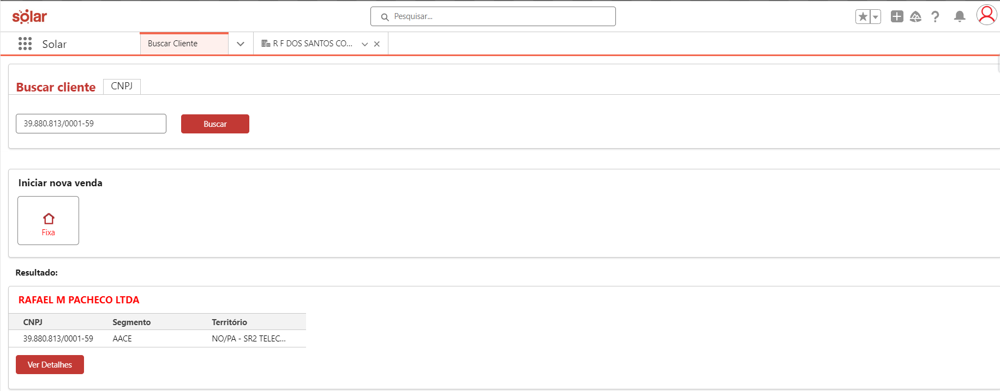 solar
Pesquisar...
Solar
Buscar Cliente
R F DOS SANTOS CO...
Buscar cliente
CNPJ
39.880.813/0001-59
Buscar
Iniciar nova venda
Fixa
Resultado:
RAFAEL M PACHECO LTDA
CNPJ Segmento Território
39.880.813/0001-59 AACE NO/PA - SR2 TELEC...
Ver Detalhes